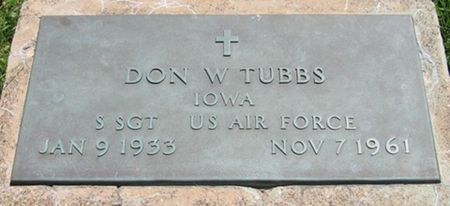 DON W TUBBS
IOWA
S SGT US AIR FORCE
JAN 9 1933 NOV 7 1961